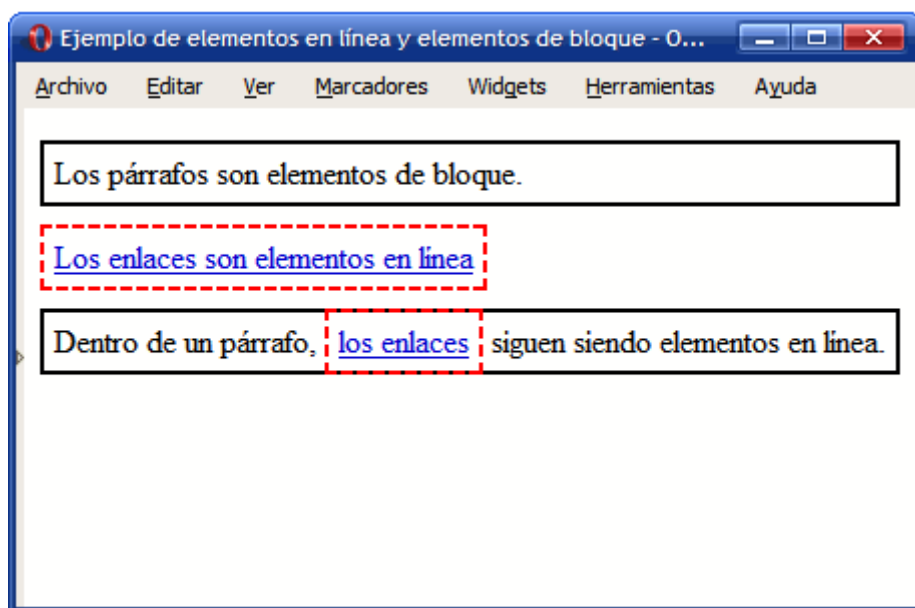 Ejemplo de elementos en línea y elementos de bloque - O...
Archivo Editar Ver Marcadores Widgets Herramientas Ayuda
Los párrafos son elementos de bloque.
Los enlaces son elementos en línea
Dentro de un párrafo, los enlaces siguen siendo elementos en línea.